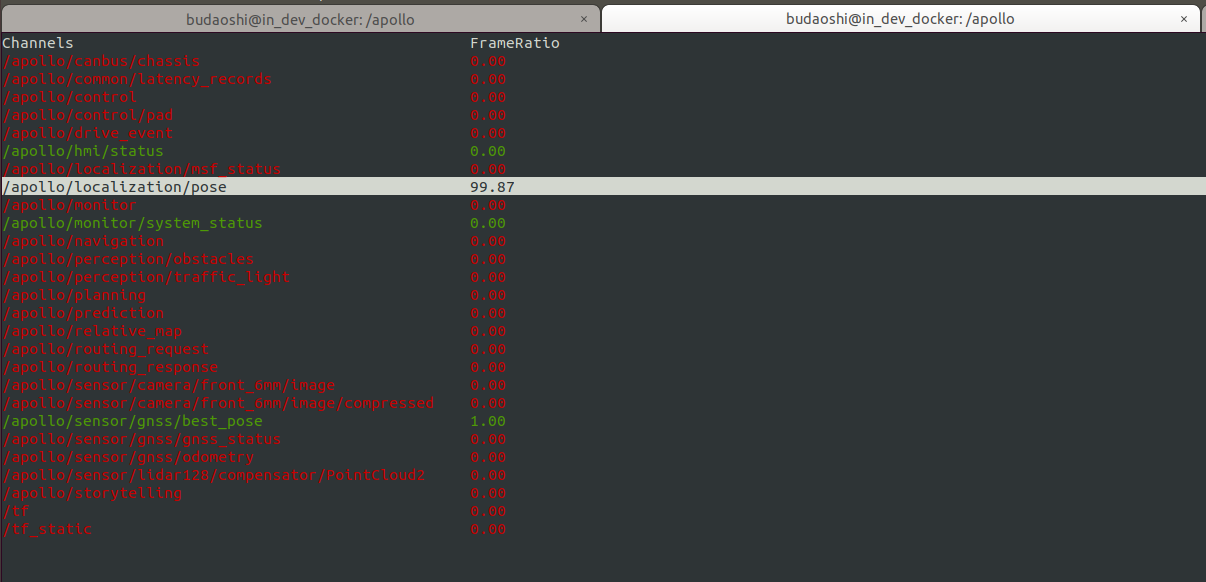 budaoshi@in_dev_docker: /apollo × budaoshi@in_dev_docker: /apollo ×
Channels FrameRatio
/apollo/canbus/chassis 0.00
/apollo/common/latency_records 0.00
/apollo/control 0.00
/apollo/control/pad 0.00
/apollo/drive_event 0.00
/apollo/hmi/status 0.00
/apollo/localization/msf_status 0.00
/apollo/localization/pose 99.87
/apollo/monitor 0.00
/apollo/monitor/system_status 0.00
/apollo/navigation 0.00
/apollo/perception/obstacles 0.00
/apollo/perception/traffic_light 0.00
/apollo/planning 0.00
/apollo/prediction 0.00
/apollo/relative_map 0.00
/apollo/routing_request 0.00
/apollo/routing_response 0.00
/apollo/sensor/camera/front_6mm/image 0.00
/apollo/sensor/camera/front_6mm/image/compressed 0.00
/apollo/sensor/gnss/best_pose 1.00
/apollo/sensor/gnss/gnss_status 0.00
/apollo/sensor/gnss/odometry 0.00
/apollo/sensor/lidar128/compensator/PointCloud2 0.00
/apollo/storytelling 0.00
/tf 0.00
/tf_static 0.00